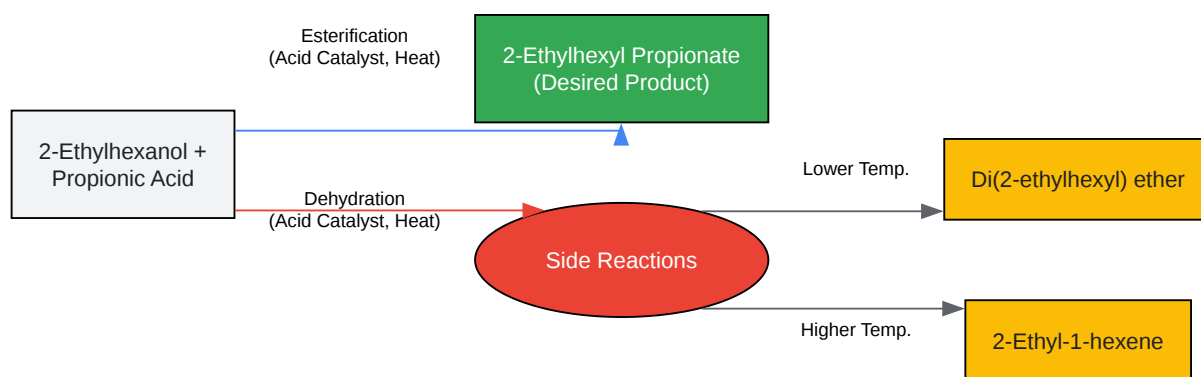 Esterification
(Acid Catalyst, Heat)
2-Ethylhexyl Propionate
(Desired Product)
2-Ethylhexanol +
Propionic Acid
Dehydration
(Acid Catalyst, Heat)
Side Reactions
Lower Temp.
Di(2-ethylhexyl) ether
Higher Temp.
2-Ethyl-1-hexene